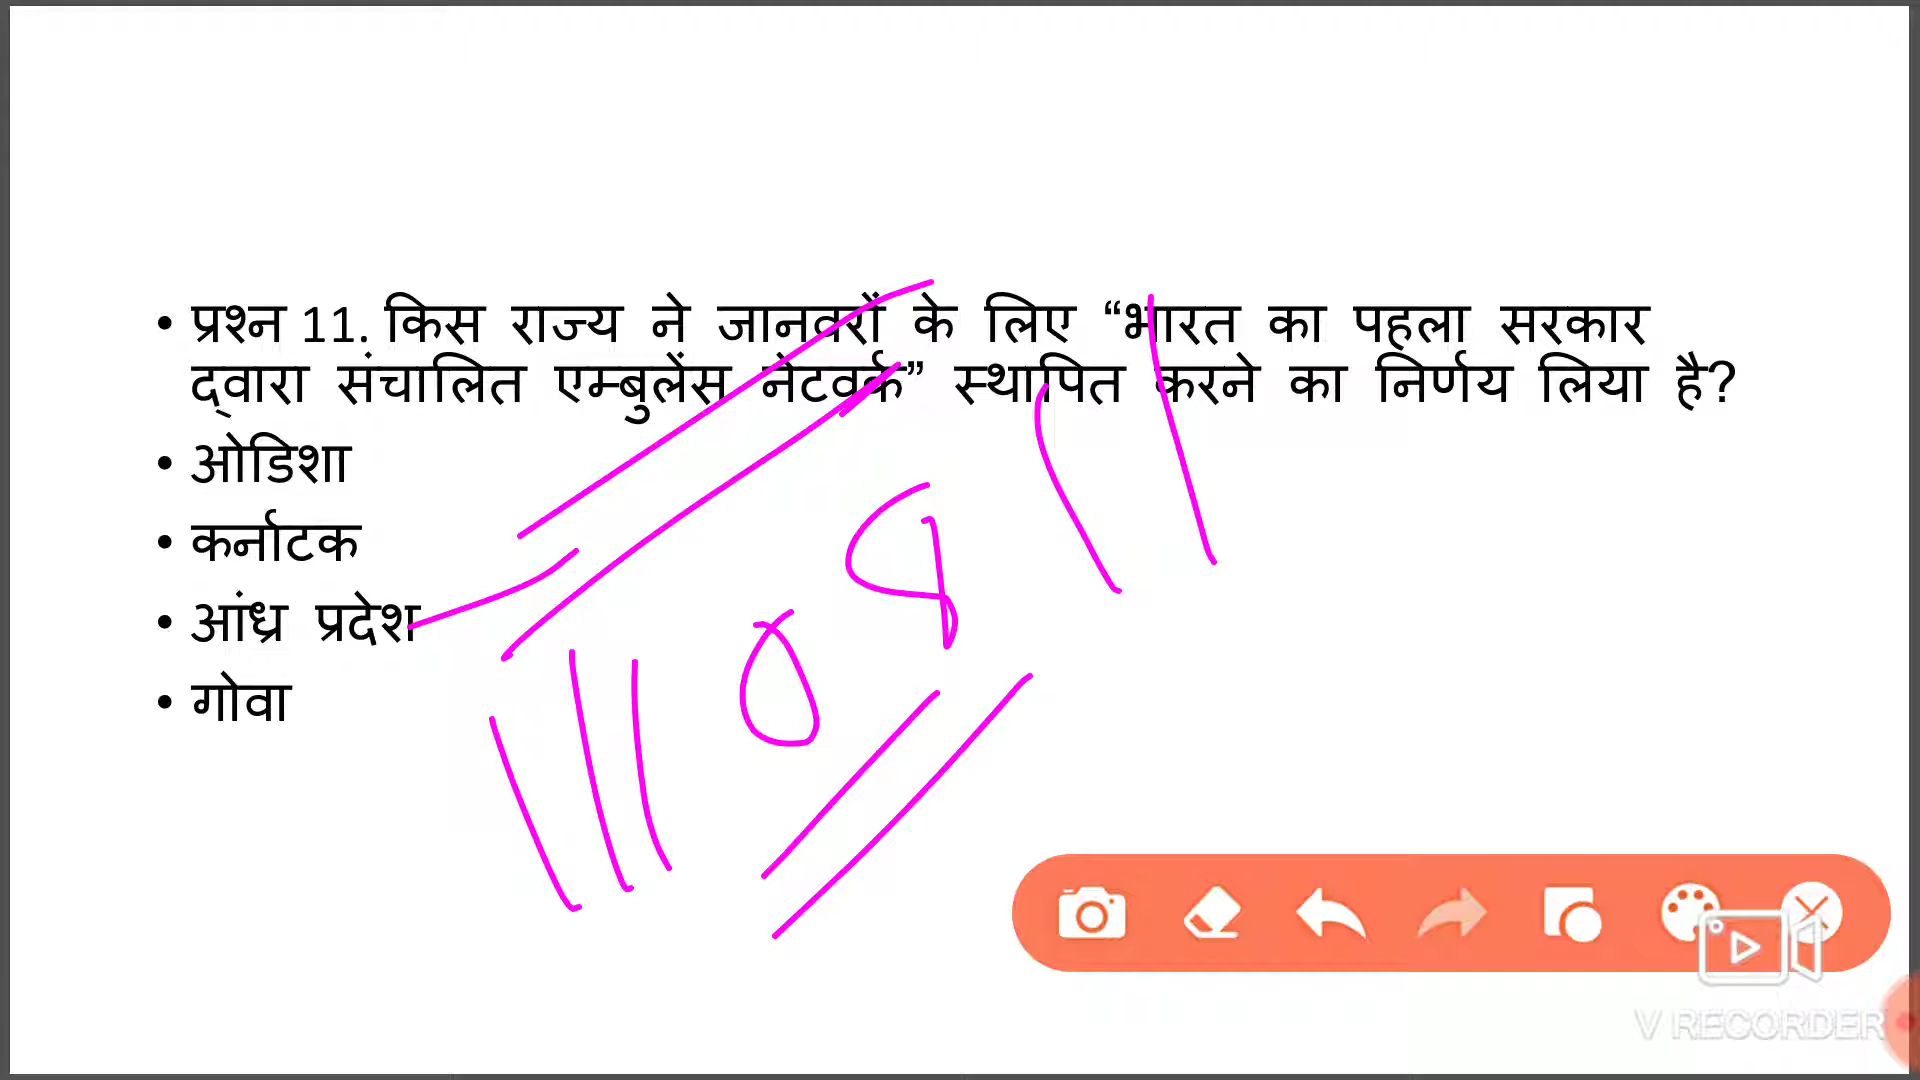 • प्रश्न 11. किस राज्य ने जानवरों के लिए “भारत का पहला सरकार
द्वारा संचालित एम्बुलेंस नेटवर्क” स्थापित करने का निर्णय लिया है?
• ओडिशा
• कर्नाटक
• आंध्र प्रदेश
• गोवा
V RECORDER